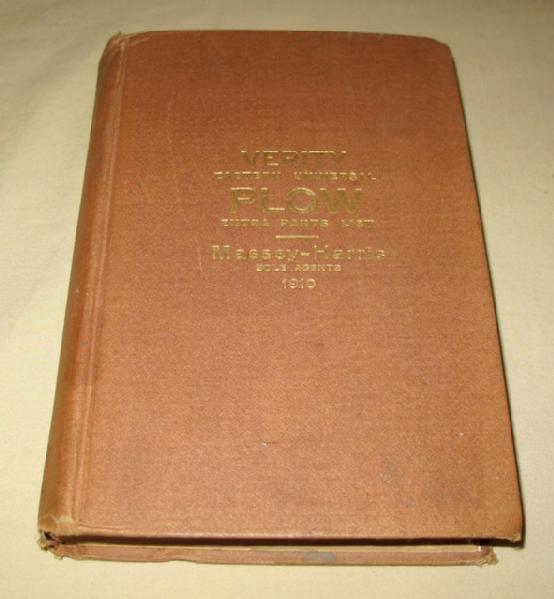 VERITY
EASTERN UNIVERSAL
PLOW
EXTRA PARTS LIST
Massey-Harris
SOLE AGENTS
1910